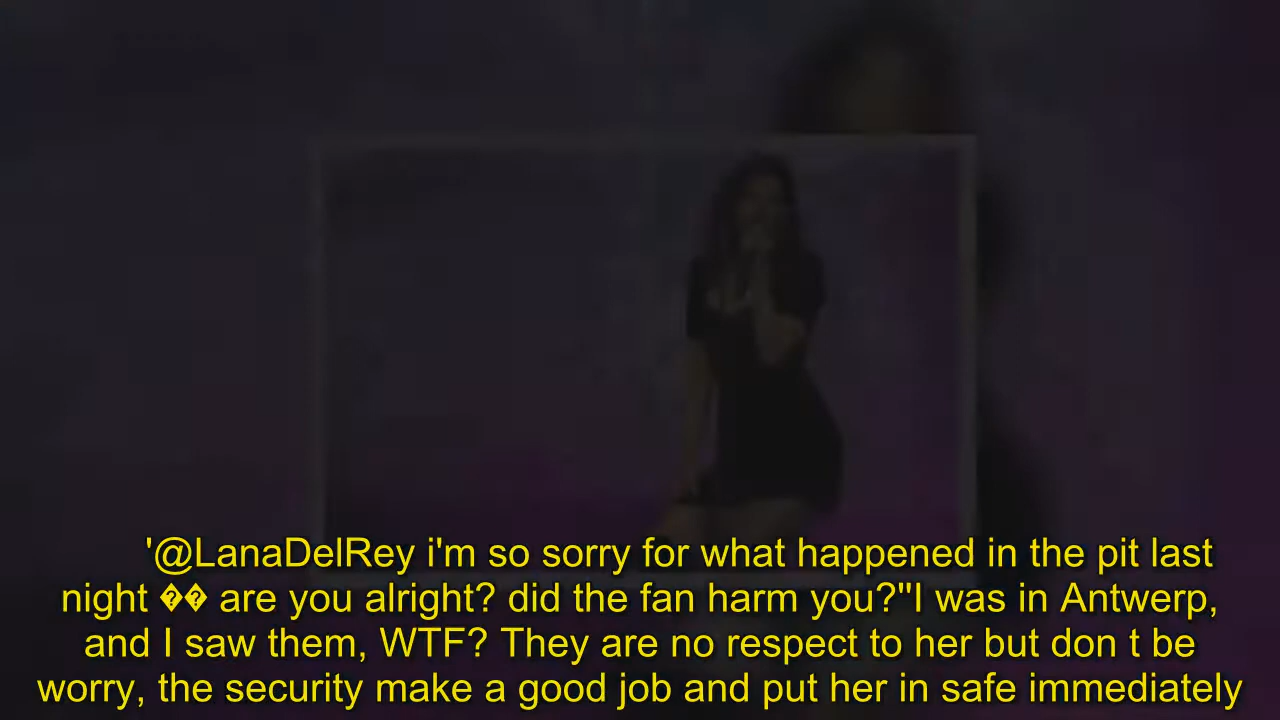 '@LanaDelRey i'm so sorry for what happened in the pit last
night �� are you alright? did the fan harm you?''I was in Antwerp,
and I saw them, WTF? They are no respect to her but don t be
worry, the security make a good job and put her in safe immediately